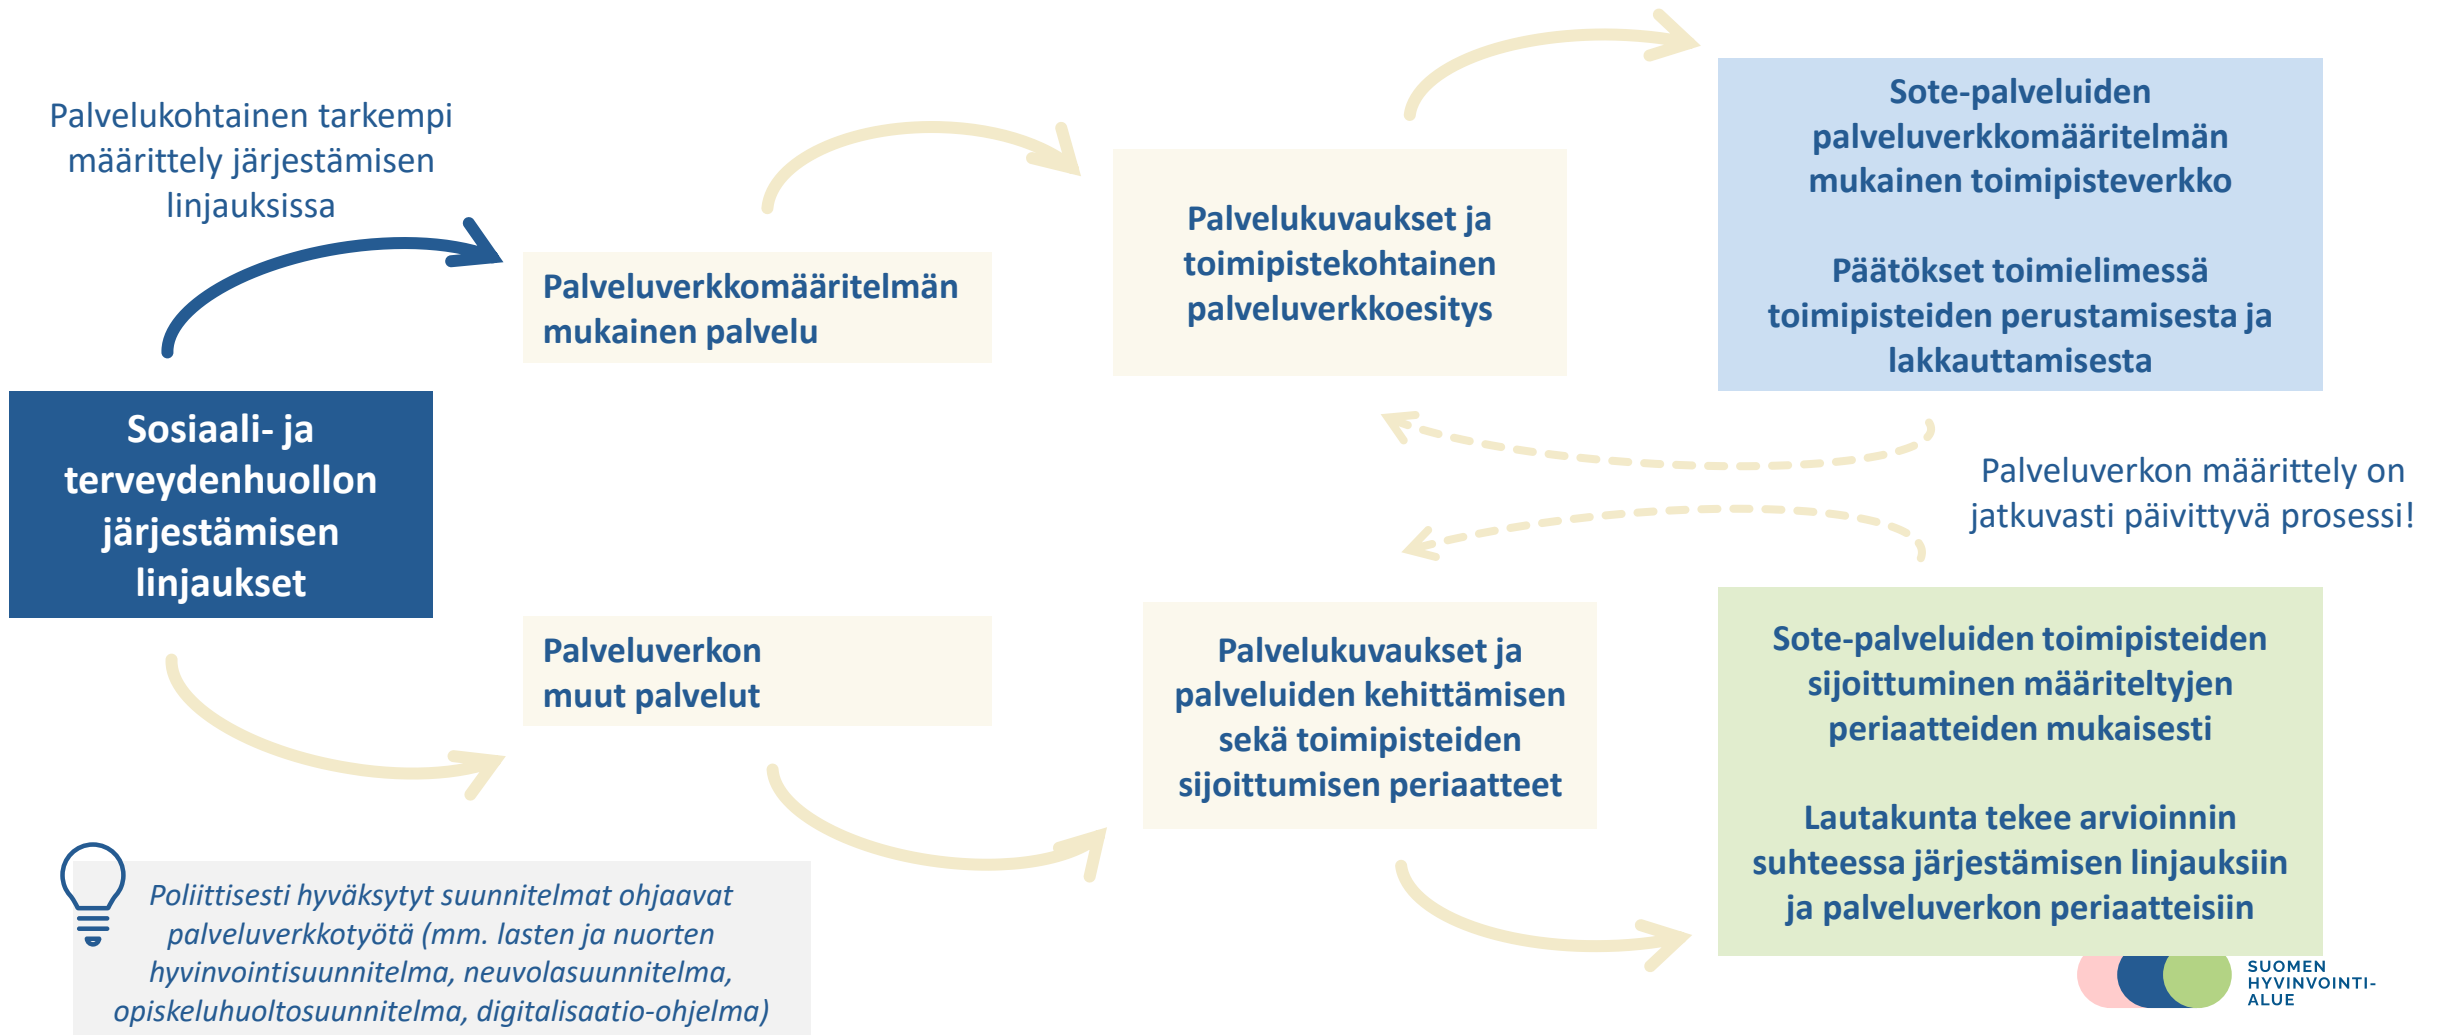 Palvelukohtainen tarkempi
määrittely järjestämisen
linjauksissa
Sosiaali- ja
terveydenhuollon
järjestämisen
linjaukset
Palveluverkkomääritelmän
mukainen palvelu
Palveluverkon
muut palvelut
Palvelukuvaukset ja
toimipistekohtainen
palveluverkkoesitys
Palvelukuvaukset ja
palveluiden kehittämisen
sekä toimipisteiden
sijoittumisen periaatteet
Sote-palveluiden
palveluverkkomääritelmän
mukainen toimipisteverkko
Päätökset toimielimessä
toimipisteiden perustamisesta ja
lakkauttamisesta
Palveluverkon määrittely on
jatkuvasti päivittyvä prosessi!
Sote-palveluiden toimipisteiden
sijoittuminen määriteltyjen
periaatteiden mukaisesti
Lautakunta tekee arvioinnin
suhteessa järjestämisen linjauksiin
ja palveluverkon periaatteisiin
Poliittisesti hyväksytyt suunnitelmat ohjaavat
palveluverkkotyötä (mm. lasten ja nuorten
hyvinvointisuunnitelma, neuvolasuunnitelma,
opiskeluhuoltosuunnitelma, digitalisaatio-ohjelma)
SUOMEN
HYVINVOINTI-
ALUE